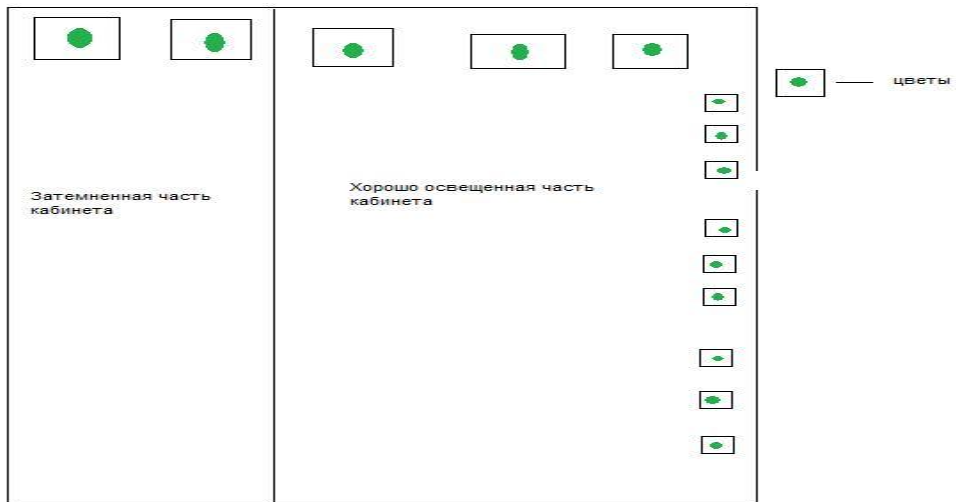 цветы
Затемненная часть
кабинета
Хорошо освещенная часть
кабинета